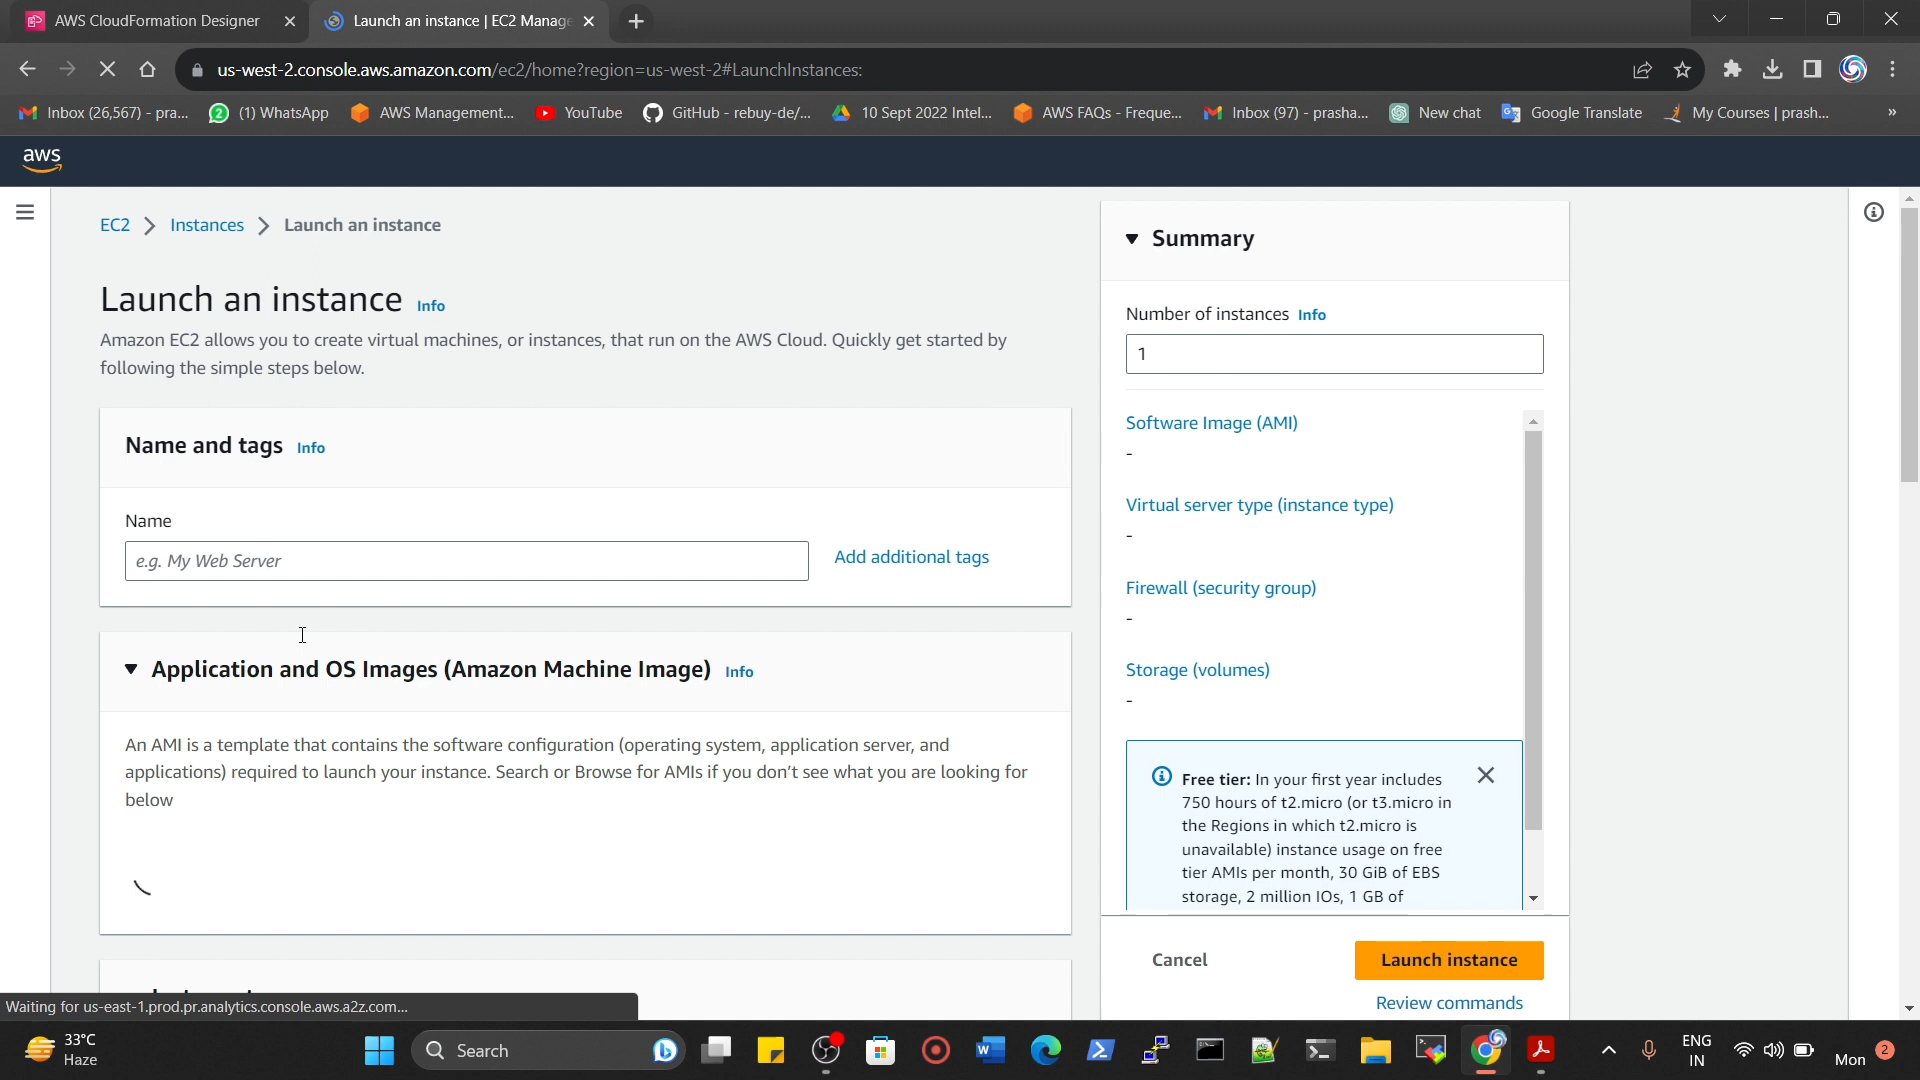 AWS CloudFormation Designer
Launch an instance | EC2 Manage
us-west-2.console.aws.amazon.com/ec2/home?region=us-west-2#LaunchInstances:
Inbox (26,567) - pra...
(1) WhatsApp
AWS Management...
YouTube
GitHub - rebuy-de/...
10 Sept 2022 Intel...
AWS FAQs - Freque...
Inbox (97) - prasha...
New chat
Google Translate
My Courses | prash...
»
aws
EC2
Instances
Launch an instance
Launch an instance Info
Amazon EC2 allows you to create virtual machines, or instances, that run on the AWS Cloud. Quickly get started by
following the simple steps below.
Name and tags Info
Name
e.g. My Web Server
Add additional tags
Application and OS Images (Amazon Machine Image) Info
An AMI is a template that contains the software configuration (operating system, application server, and
applications) required to launch your instance. Search or Browse for AMIs if you don't see what you are looking for
below
Summary
Number of instances Info
1
Software Image (AMI)
-
Virtual server type (instance type)
-
Firewall (security group)
-
Storage (volumes)
-
Free tier: In your first year includes
750 hours of t2.micro (or t3.micro in
the Regions in which t2.micro is
unavailable) instance usage on free
tier AMIs per month, 30 GiB of EBS
storage, 2 million IOs, 1 GB of
Cancel
Launch instance
Review commands
Waiting for us-east-1.prod.pr.analytics.console.aws.a2z.com...
33°C
Haze
Search
ENG
IN
Mon
2